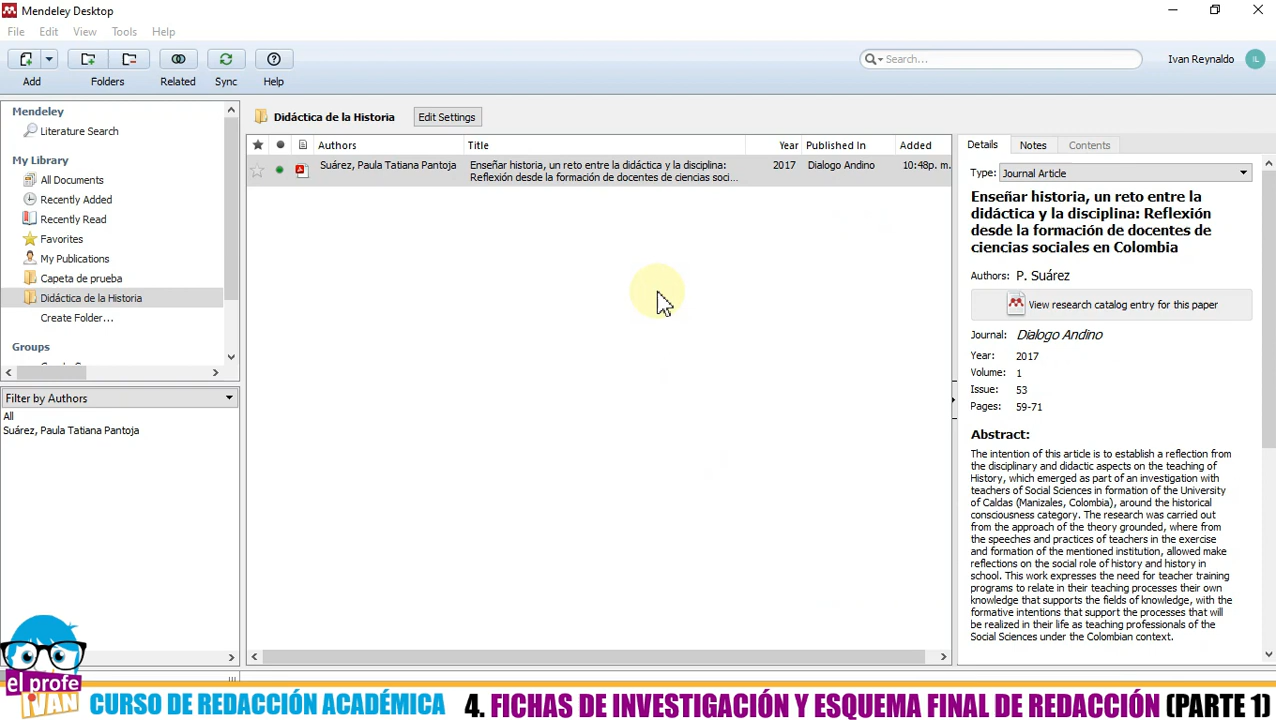 Mendeley Desktop
File Edit View Tools Help
Search...
Ivan Reynaldo IL
Add Folders Related Sync Help
Mendeley
Literature Search
My Library
All Documents
Recently Added
Recently Read
Favorites
My Publications
Capeta de prueba
Didáctica de la Historia
Create Folder...
Groups
Filter by Authors
All
Suárez, Paula Tatiana Pantoja
Didáctica de la Historia Edit Settings
Authors Title Year Published In Added
Suárez, Paula Tatiana Pantoja Enseñar historia, un reto entre la didáctica y la disciplina: 2017 Dialogo Andino 10:48p. m.
Reflexión desde la formación de docentes de ciencias soci...
Details Notes Contents
Type: Journal Article
Enseñar historia, un reto entre la
didáctica y la disciplina: Reflexión
desde la formación de docentes de
ciencias sociales en Colombia
Authors: P. Suárez
View research catalog entry for this paper
Journal: Dialogo Andino
Year: 2017
Volume: 1
Issue: 53
Pages: 59-71
Abstract:
The intention of this article is to establish a reflection from
the disciplinary and didactic aspects on the teaching of
History, which emerged as part of an investigation with
teachers of Social Sciences in formation of the University
of Caldas (Manizales, Colombia), around the historical
consciousness category. The research was carried out
from the approach of the theory grounded, where from
the speeches and practices of teachers in the exercise
and formation of the mentioned institution, allowed make
reflections on the social role of history and history in
school. This work expresses the need for teacher training
programs to relate in their teaching processes their own
knowledge that supports the fields of knowledge, with the
formative intentions that support the processes that will
be realized in their life as teaching professionals of the
Social Sciences under the Colombian context.
el profe
iVAN
CURSO DE REDACCIÓN ACADÉMICA 4. FICHAS DE INVESTIGACIÓN Y ESQUEMA FINAL DE REDACCIÓN (PARTE 1)